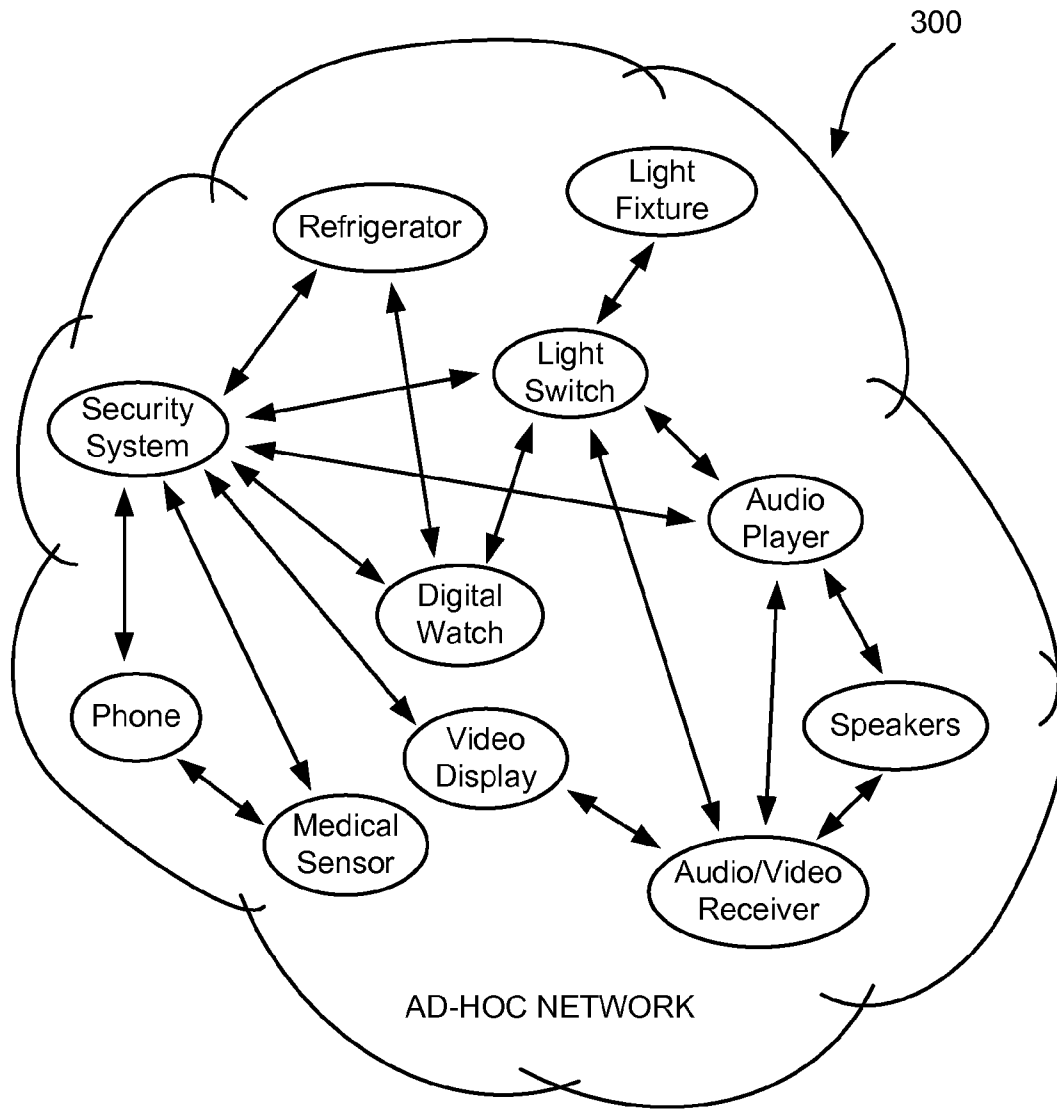 300
Light
Fixture
Refrigerator
Light
Switch
Security
System
Audio
Player
Digital
Watch
Phone
Video
Display
Speakers
Medical
Sensor
Audio/Video
Receiver
AD-HOC NETWORK